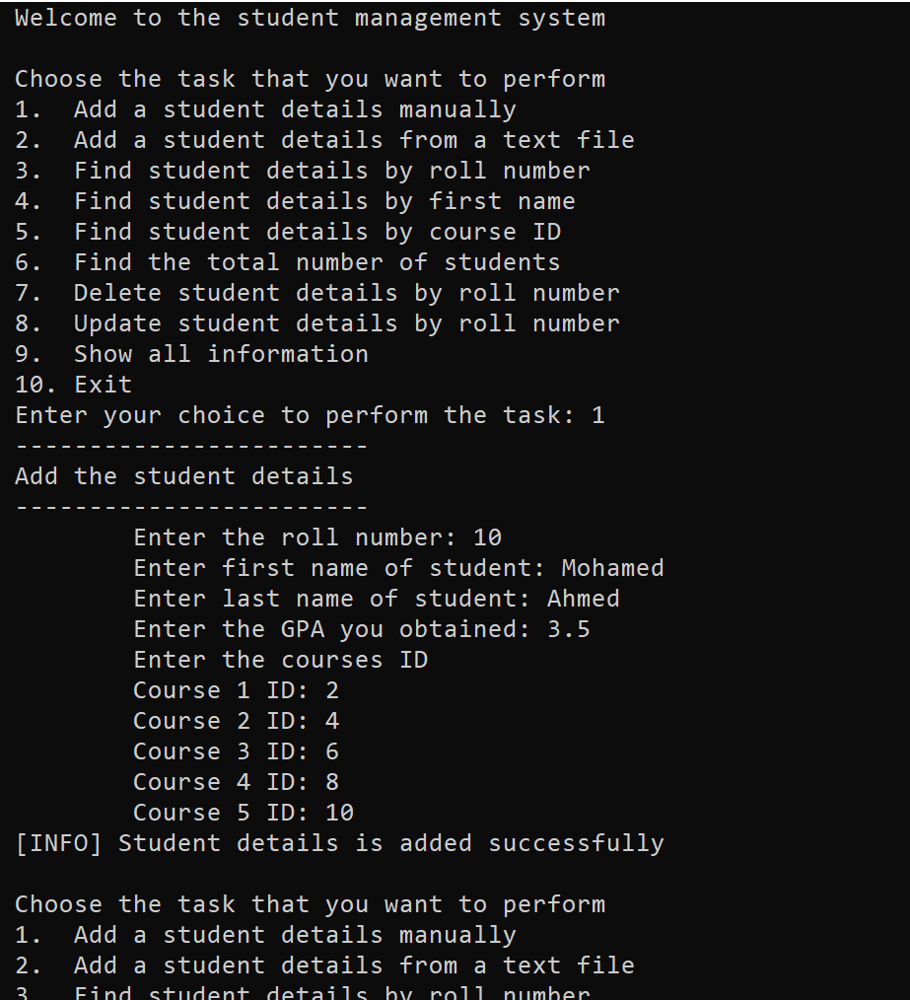 Welcome to the student management system
Choose the task that you want to perform
1.  Add a student details manually
2.  Add a student details from a text file
3.  Find student details by roll number
4.  Find student details by first name
5.  Find student details by course ID
6.  Find the total number of students
7.  Delete student details by roll number
8.  Update student details by roll number
9.  Show all information
10. Exit
Enter your choice to perform the task: 1
------------------------
Add the student details
------------------------
Enter the roll number: 10
Enter first name of student: Mohamed
Enter last name of student: Ahmed
Enter the GPA you obtained: 3.5
Enter the courses ID
Course 1 ID: 2
Course 2 ID: 4
Course 3 ID: 6
Course 4 ID: 8
Course 5 ID: 10
[INFO] Student details is added successfully
Choose the task that you want to perform
1.  Add a student details manually
2.  Add a student details from a text file
3.  Find student details by roll number